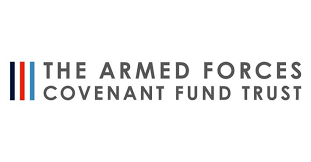 THE ARMED FORCES
COVENANT FUND TRUST